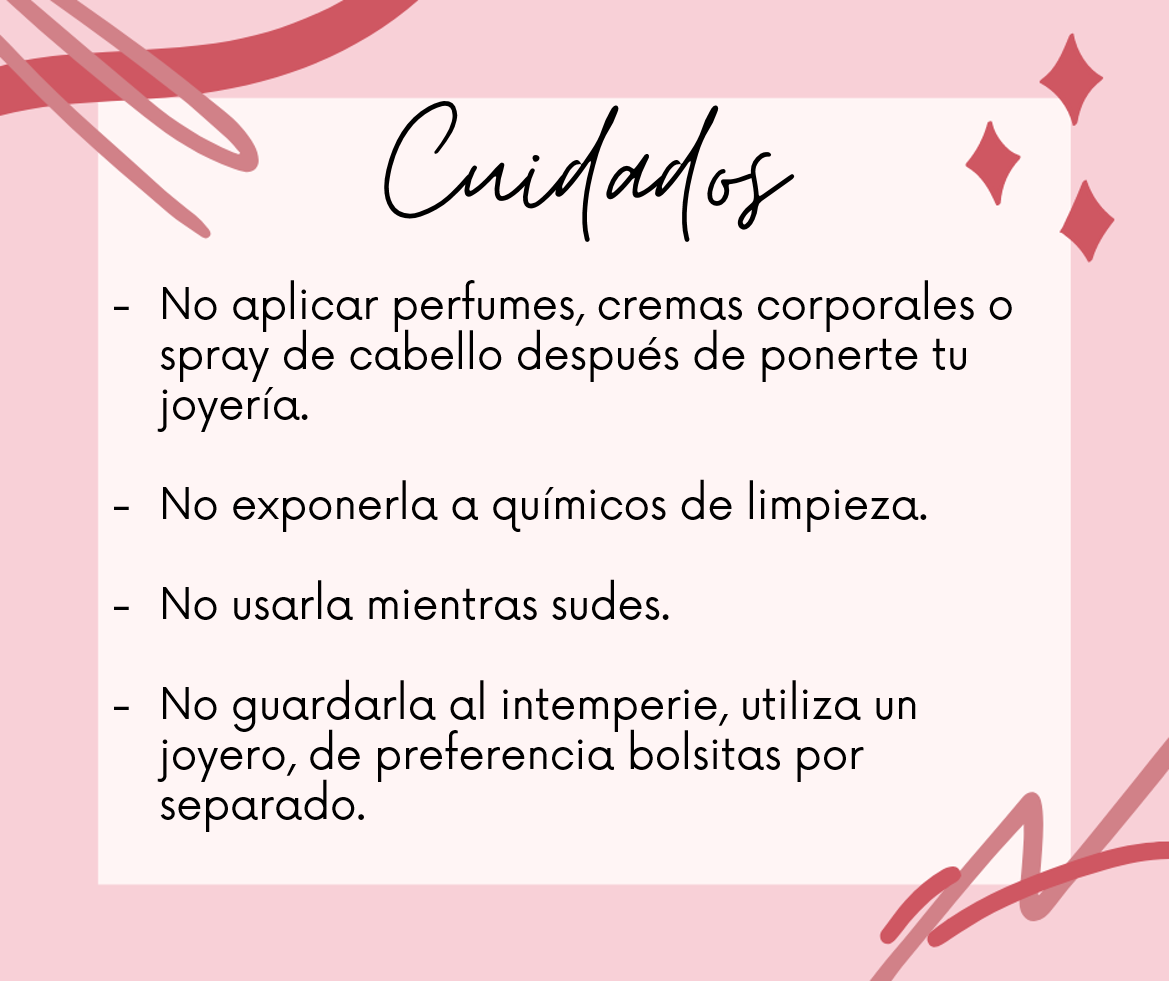 Cuidados
- No aplicar perfumes, cremas corporales o
spray de cabello después de ponerte tu
joyería.
- No exponerla a químicos de limpieza.
- No usarla mientras sudes.
- No guardarla al intemperie, utiliza un
joyero, de preferencia bolsitas por
separado.